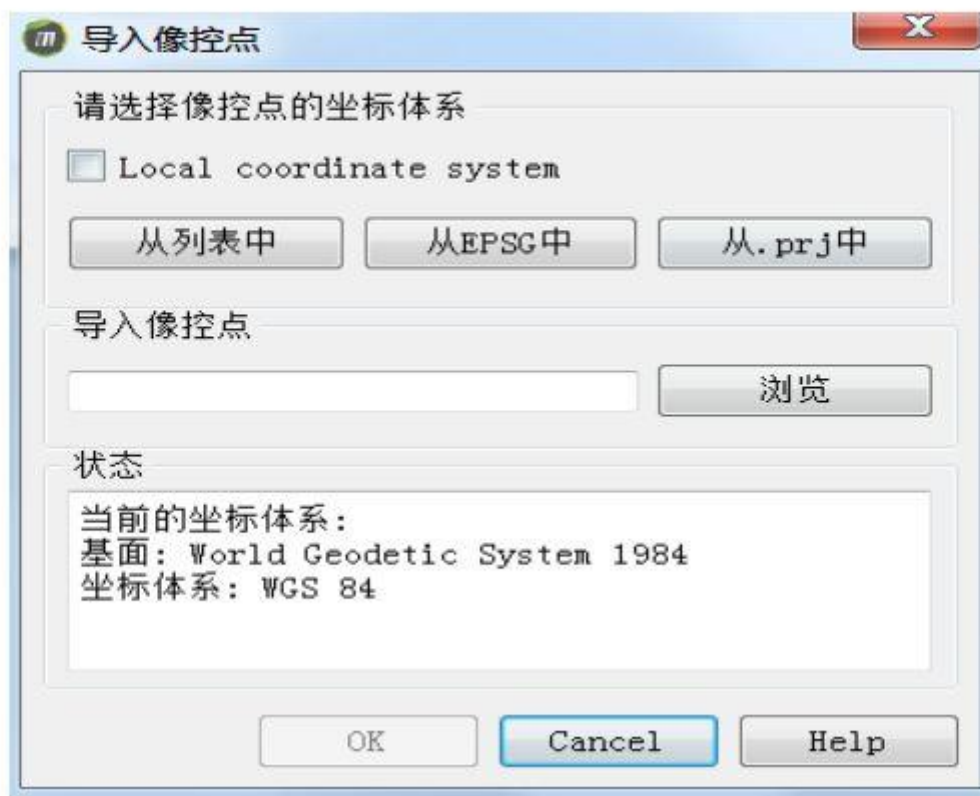 导入像控点
请选择像控点的坐标体系
Local coordinate system
从列表中 从EPSG中 从.prj中
导入像控点
浏览
状态
当前的坐标体系:
基面: World Geodetic System 1984
坐标体系: WGS 84
OK Cancel Help